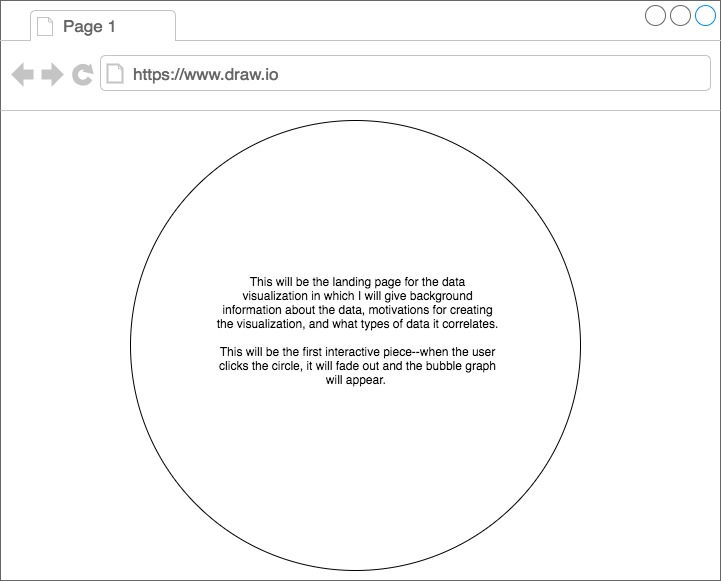 Page 1
https://www.draw.io
This will be the landing page for the data
visualization in which I will give background
information about the data, motivations for creating
the visualization, and what types of data it correlates.
This will be the first interactive piece--when the user
clicks the circle, it will fade out and the bubble graph
will appear.